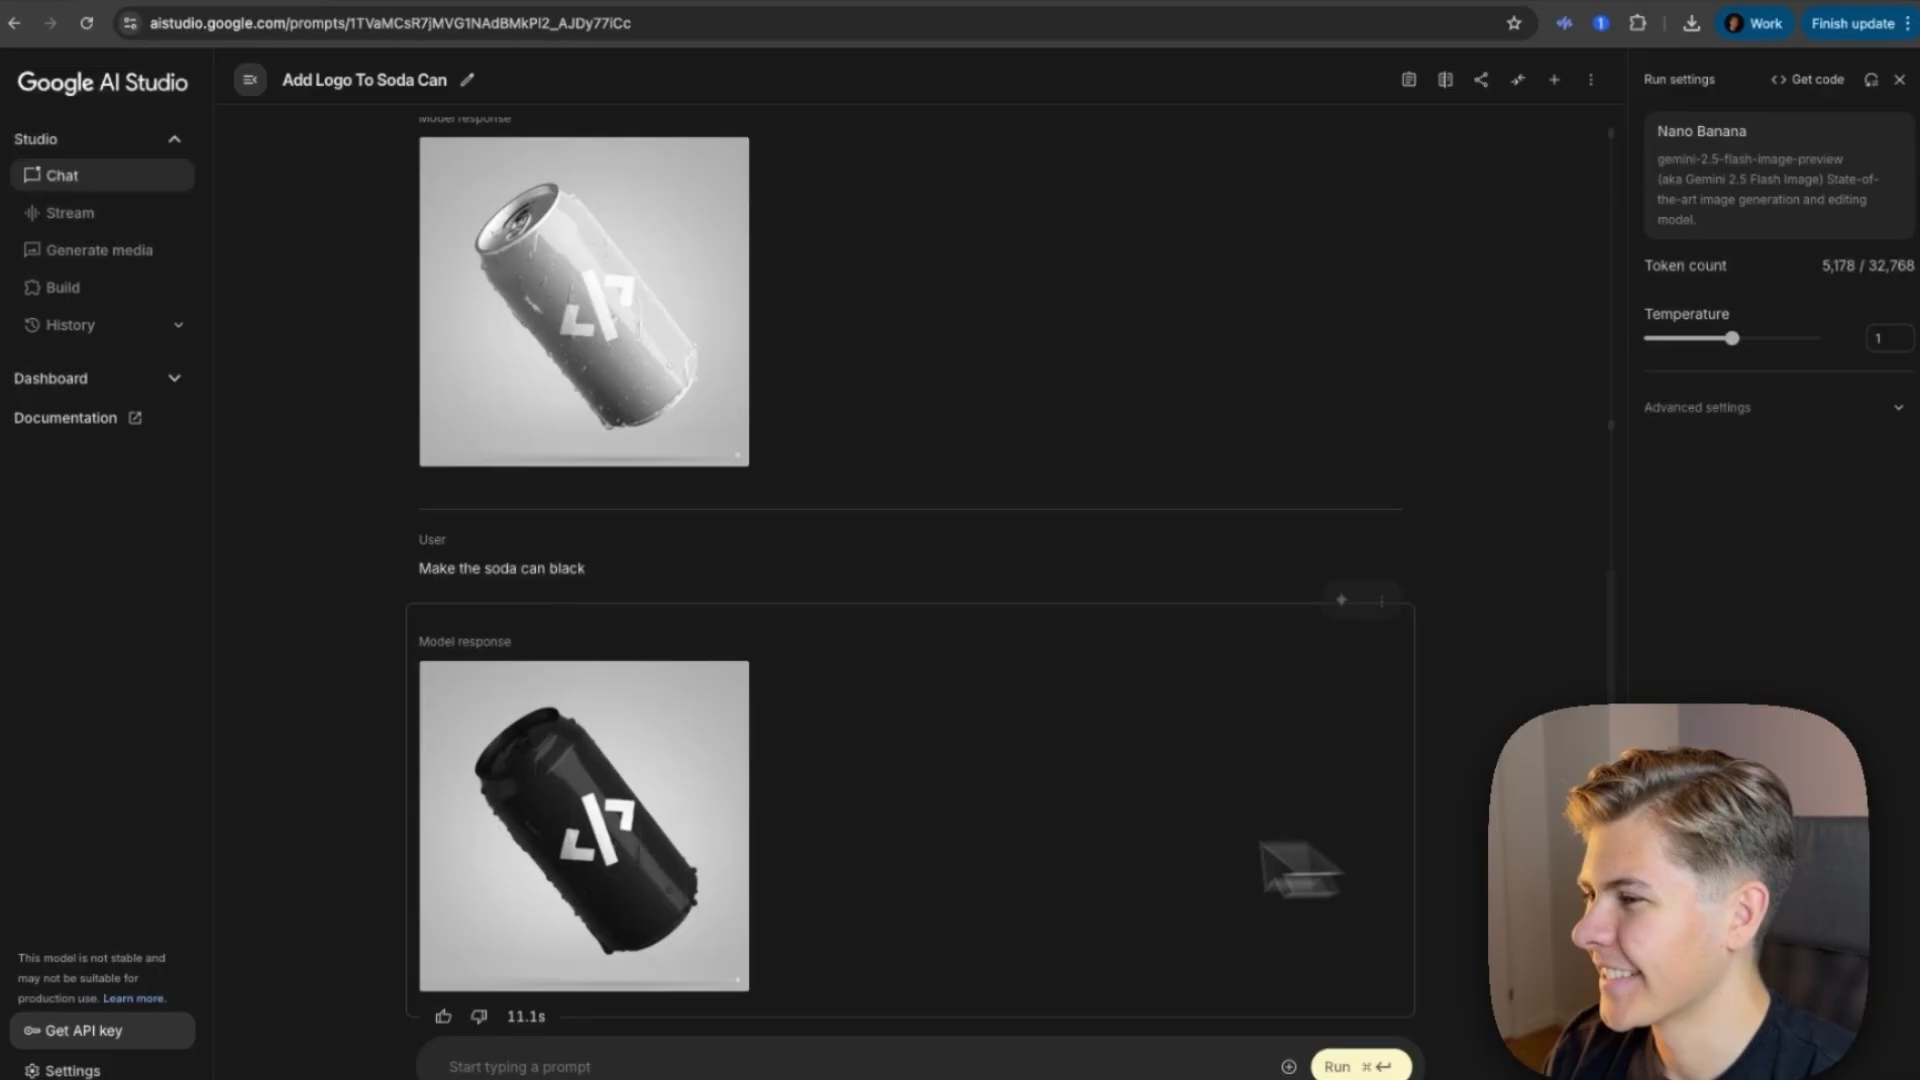 aistudio.google.com/prompts/1TVaMCsR7jMVG1NAdBMkPl2_AJDy77iCc
Work
Finish update
Google AI Studio
Add Logo To Soda Can
Run settings
Get code
Studio
Chat
Stream
Generate media
Build
History
Dashboard
Documentation
Model response
Nano Banana
gemini-2.5-flash-image-preview
(aka Gemini 2.5 Flash Image) State-of-
the-art image generation and editing
model.
Token count
5,178 / 32,768
Temperature
1
Advanced settings
User
Make the soda can black
Model response
11.1s
This model is not stable and
may not be suitable for
production use. Learn more.
Get API key
Settings
Start typing a prompt
Run ⌘↵